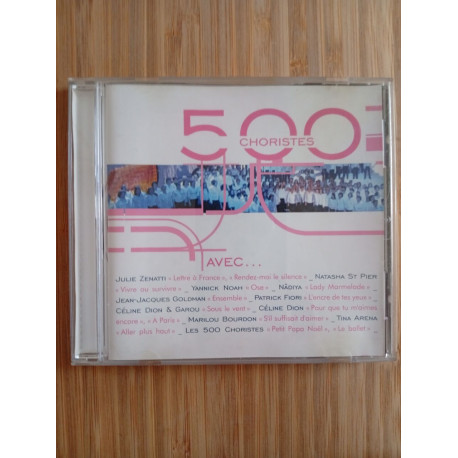 500
CHORISTES
AVEC...
JULIE ZENATTI « Lettre à France », « Rendez-moi le silence » _ NATASHA ST PIER
« Vivre ou survivre » _ YANNICK NOAH « Oye » _ NÂDIYA « Lady Marmelade » _
JEAN-JACQUES GOLDMAN « Ensemble » _ PATRICK FIORI « L'encre de tes yeux » _
CÉLINE DION & GAROU « Sous le vent » _ CÉLINE DION « Pour que tu m'aimes
encore », « A Paris » _ MARILOU BOURDON « S'il suffisait d'aimer » _ TINA ARENA
« Aller plus haut » _ LES 500 CHORISTES « Petit Papa Noël », « Le ballet » _